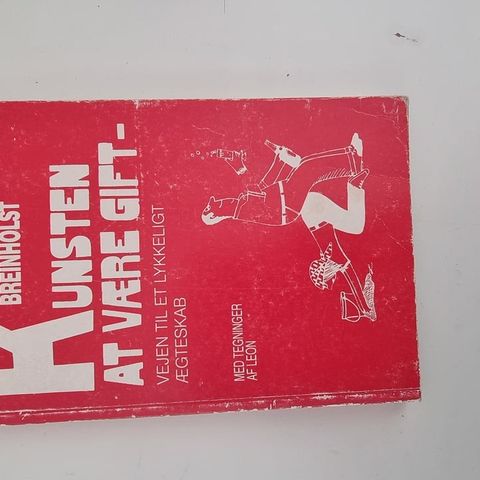 BREINHOLST
KUNSTEN
AT VÆRE GIFT-
VEJEN TIL ET LYKKELIGT
ÆGTESKAB
MED TEGNINGER
AF LEON